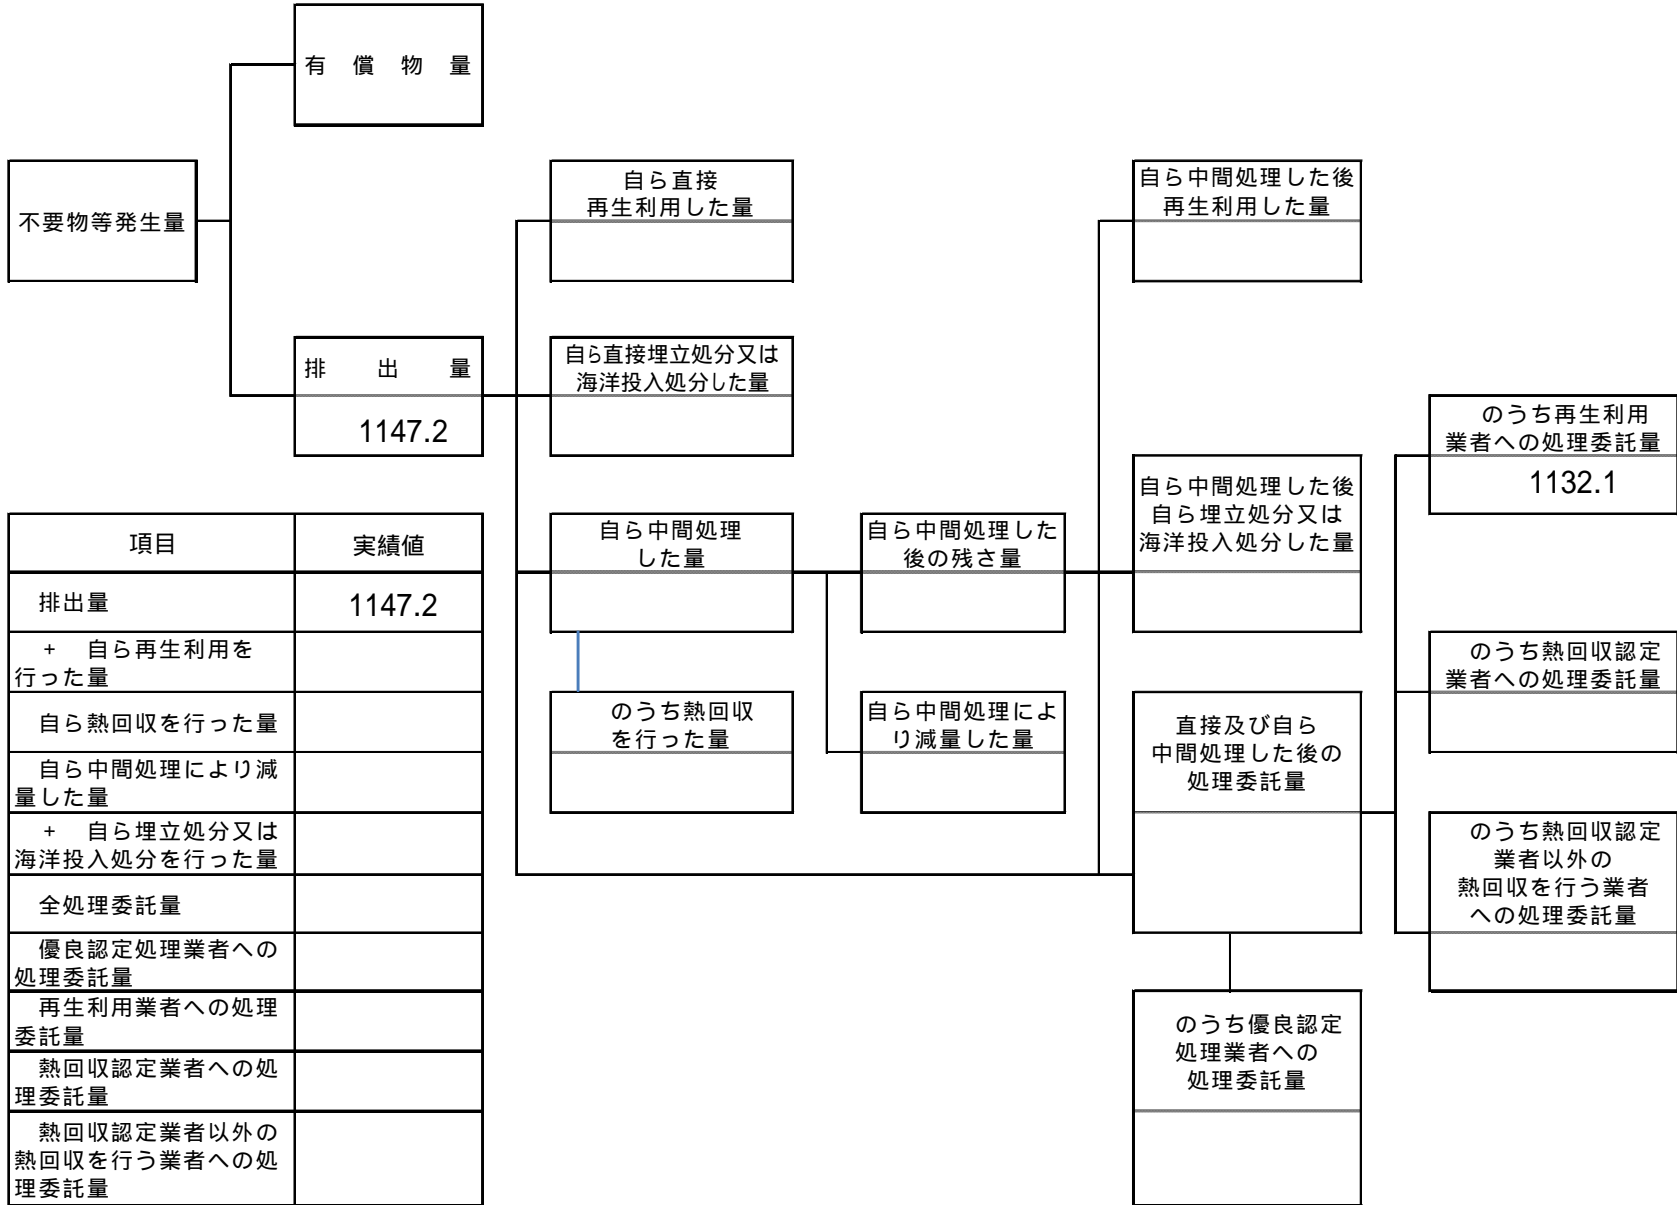 有 償 物 量
不要物等発生量
排 出 量
1147.2
自ら直接
再生利用した量
自ら直接埋立処分又は
海洋投入処分した量
自ら中間処理
した量
のうち熱回収
を行った量
自ら中間処理した
後の残さ量
自ら中間処理によ
り減量した量
自ら中間処理した後
再生利用した量
自ら中間処理した後
自ら埋立処分又は
海洋投入処分した量
直接及び自ら
中間処理した後の
処理委託量
のうち優良認定
処理業者への
処理委託量
のうち再生利用
業者への処理委託量
1132.1
のうち熱回収認定
業者への処理委託量
のうち熱回収認定
業者以外の
熱回収を行う業者
への処理委託量
項目 実績値
排出量 1147.2
+ 自ら再生利用を
行った量
自ら熱回収を行った量
自ら中間処理により減
量した量
+ 自ら埋立処分又は
海洋投入処分を行った量
全処理委託量
優良認定処理業者への
処理委託量
再生利用業者への処理
委託量
熱回収認定業者への処
理委託量
熱回収認定業者以外の
熱回収を行う業者への処
理委託量